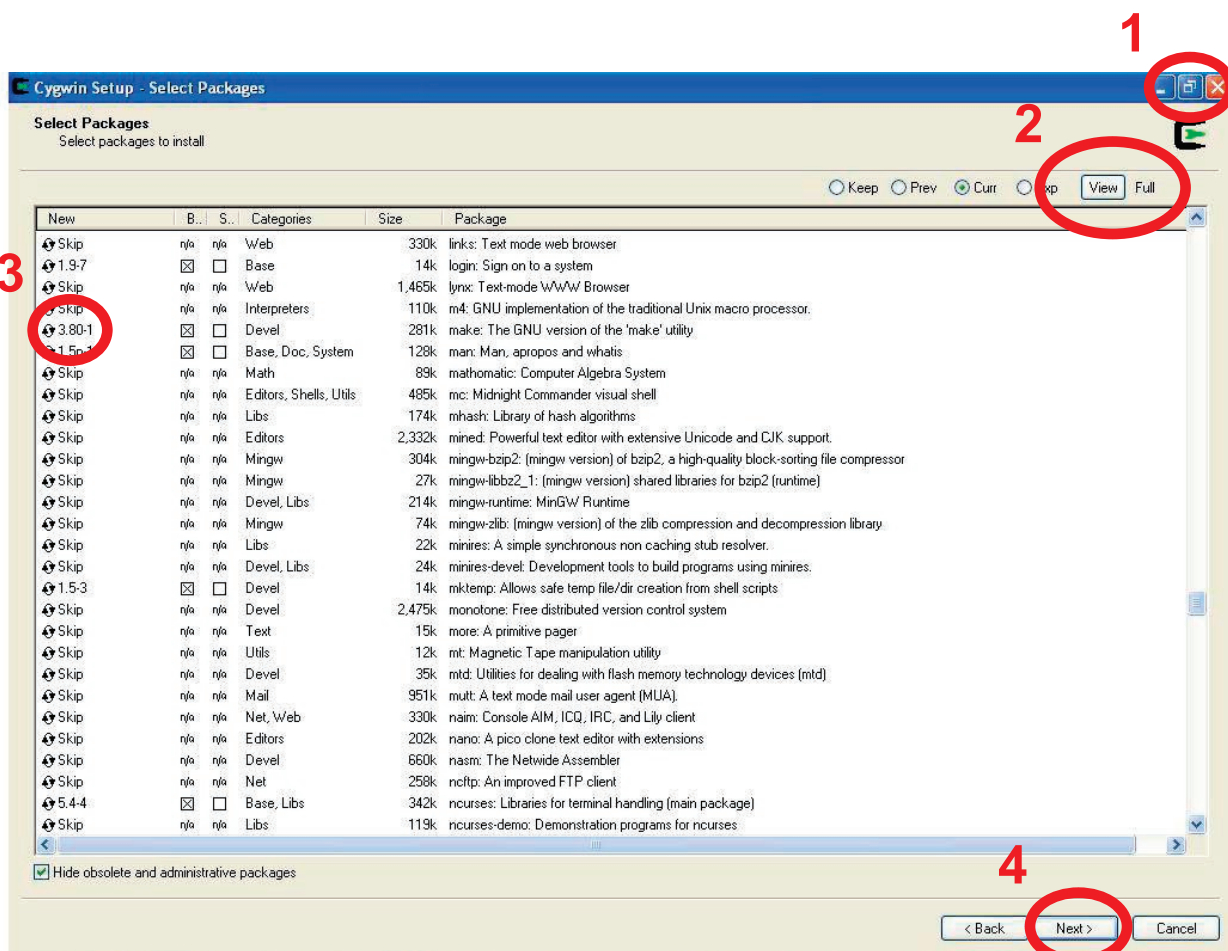 1
Cygwin Setup - Select Packages
Select Packages
Select packages to install
2
Keep Prev Curr Exp View Full
New B.. S.. Categories Size Package
Skip n/a n/a Web 330k links: Text mode web browser
3
1.9-7 Base 14k login: Sign on to a system
Skip n/a n/a Web 1,465k lynx: Text-mode WWW Browser
Skip n/a n/a Interpreters 110k m4: GNU implementation of the traditional Unix macro processor.
3.80-1 Devel 281k make: The GNU version of the 'make' utility
1.5p-1 Base, Doc, System 128k man: Man, apropos and whatis
Skip n/a n/a Math 89k mathomatic: Computer Algebra System
Skip n/a n/a Editors, Shells, Utils 485k mc: Midnight Commander visual shell
Skip n/a n/a Libs 174k mhash: Library of hash algorithms
Skip n/a n/a Editors 2,332k mined: Powerful text editor with extensive Unicode and CJK support.
Skip n/a n/a Mingw 304k mingw-bzip2: (mingw version) of bzip2, a high-quality block-sorting file compressor
Skip n/a n/a Mingw 27k mingw-libbz2_1: (mingw version) shared libraries for bzip2 (runtime)
Skip n/a n/a Devel, Libs 214k mingw-runtime: MinGW Runtime
Skip n/a n/a Mingw 74k mingw-zlib: (mingw version) of the zlib compression and decompression library
Skip n/a n/a Libs 22k minires: A simple synchronous non caching stub resolver.
Skip n/a n/a Devel, Libs 24k minires-devel: Development tools to build programs using minires.
1.5-3 Devel 14k mktemp: Allows safe temp file/dir creation from shell scripts
Skip n/a n/a Devel 2,475k monotone: Free distributed version control system
Skip n/a n/a Text 15k more: A primitive pager
Skip n/a n/a Utils 12k mt: Magnetic Tape manipulation utility
Skip n/a n/a Devel 35k mtd: Utilities for dealing with flash memory technology devices (mtd)
Skip n/a n/a Mail 951k mutt: A text mode mail user agent (MUA).
Skip n/a n/a Net, Web 330k naim: Console AIM, ICQ, IRC, and Lily client
Skip n/a n/a Editors 202k nano: A pico clone text editor with extensions
Skip n/a n/a Devel 660k nasm: The Netwide Assembler
Skip n/a n/a Net 258k ncftp: An improved FTP client
5.4-4 Base, Libs 342k ncurses: Libraries for terminal handling (main package)
Skip n/a n/a Libs 119k ncurses-demo: Demonstration programs for ncurses
Hide obsolete and administrative packages
4
< Back Next > Cancel